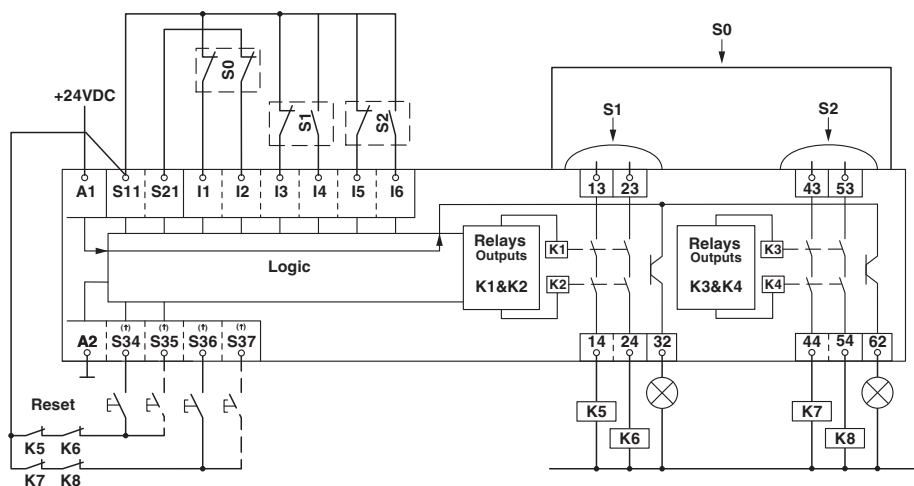 S0
S0
S1
S2
+24VDC
S1
S2
A1 S11 S21 I1 I2 I3 I4 I5 I6
13 23
43 53
Relays
Outputs
K1&K2
K1
K2
Relays
Outputs
K3&K4
K3
K4
Logic
(†) (†) (†) (†)
A2 S34 S35 S36 S37
14 24 32
44 54 62
Reset
K5
K7
K6
K8
K5 K6
K7 K8